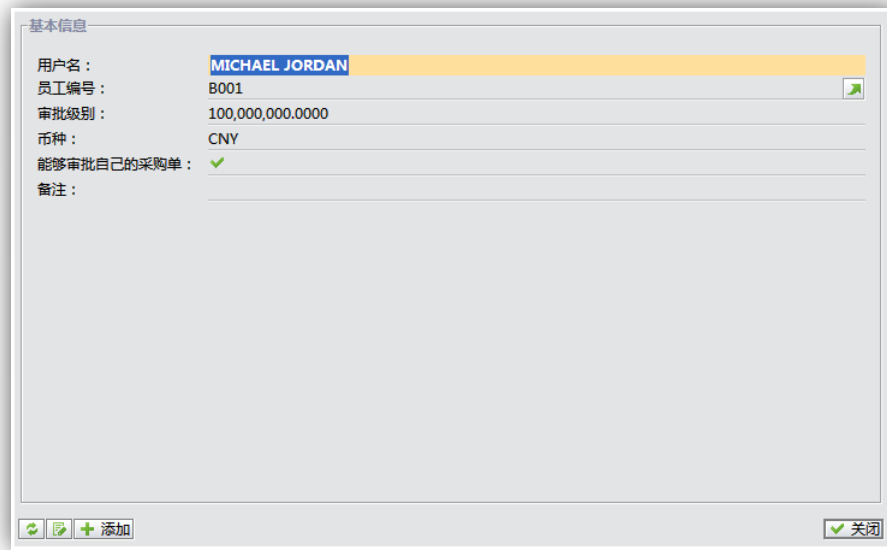 基本信息
用户名： MICHAEL JORDAN
员工编号： B001
审批级别： 100,000,000.0000
币种： CNY
能够审批自己的采购单：
备注：
添加 关闭